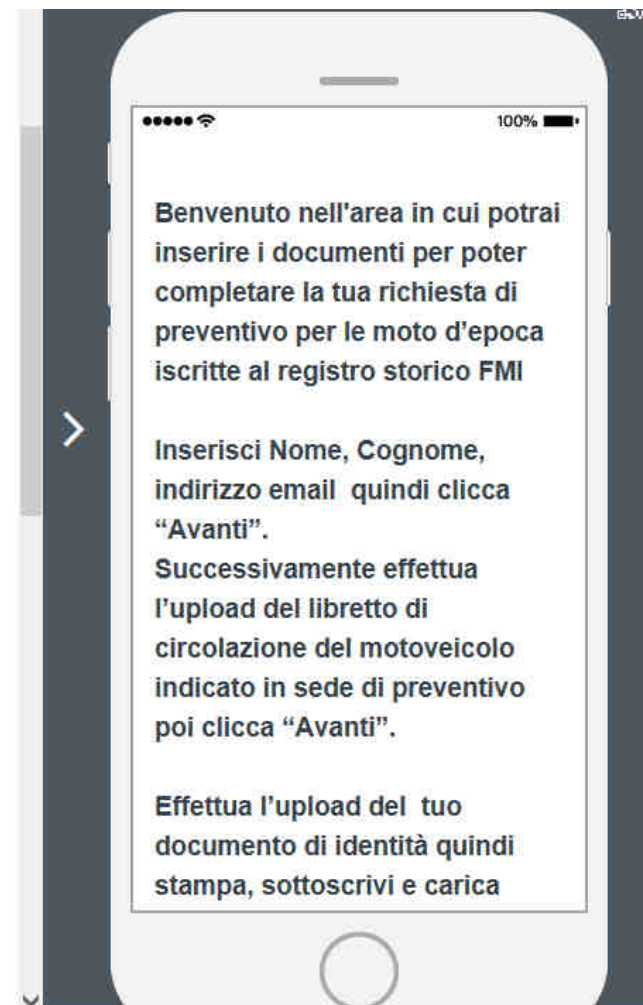 100%
Benvenuto nell'area in cui potrai
inserire i documenti per poter
completare la tua richiesta di
preventivo per le moto d’epoca
iscritte al registro storico FMI
Inserisci Nome, Cognome,
indirizzo email  quindi clicca
“Avanti”.
Successivamente effettua
l’upload del libretto di
circolazione del motoveicolo
indicato in sede di preventivo
poi clicca “Avanti”.
Effettua l’upload del  tuo
documento di identità quindi
stampa, sottoscrivi e carica